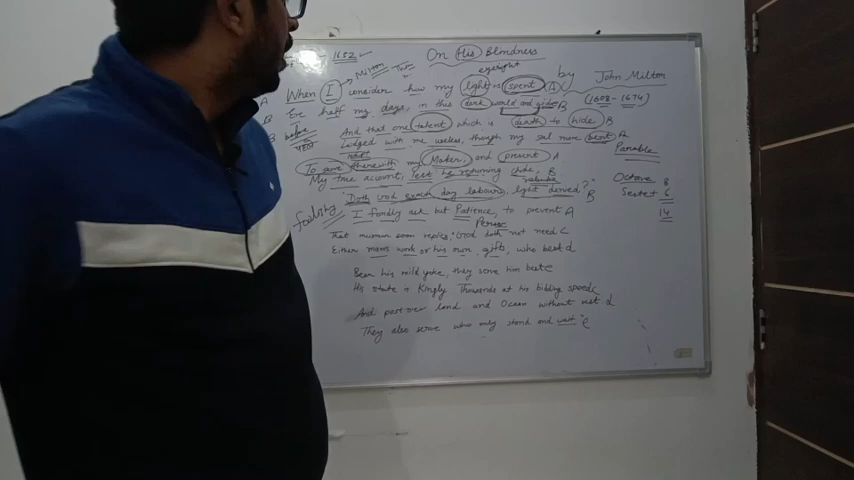 1652
On His Blindness
Milton
eyesight
by John Milton
(1608-1674)
A When I consider how my light is spent (A)
B Ere half my days, in this dark world and wide B
before
B And that one talent which is death to hide B
Lodged with me useless, though my soul more bent A
Parable
To serve therewith my Maker, and present A
My true account, lest he returning chide, B
rebuke
Octave 8
Sestet 6
14
"Doth God exact day labour, light denied?" B
foolishly
I fondly ask but Patience, to prevent A
That murmur soon replies, "God doth not need C
Either mans work or his own gifts, who best d
Bear his mild yoke, they serve him best e
His state is Kingly Thousands at his bidding speed c
And post over land and Ocean without rest d
They also serve who only stand and wait" e